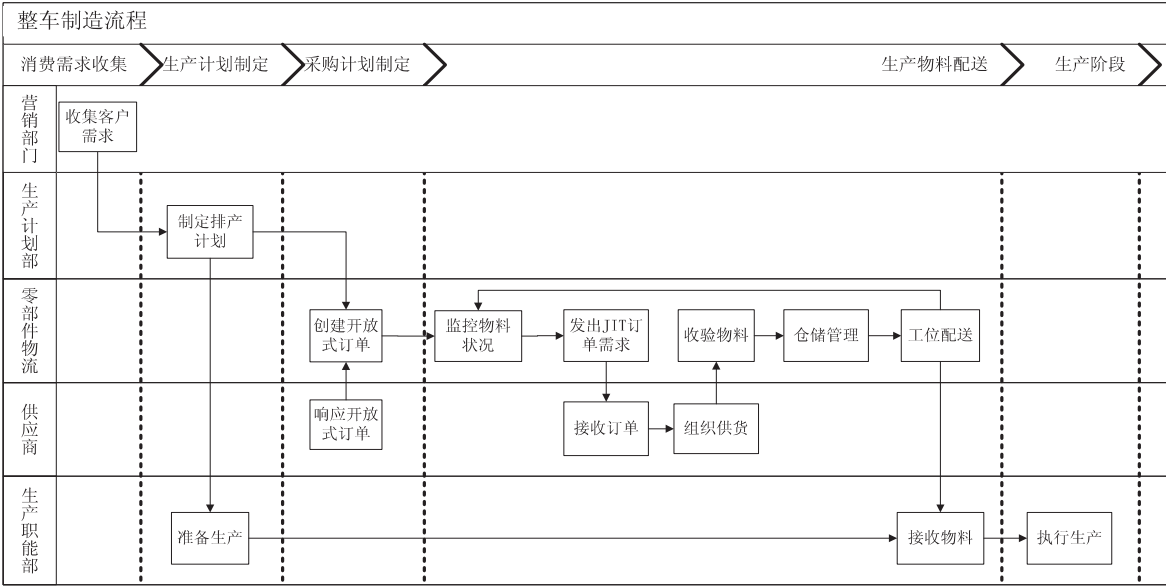 整车制造流程
消费需求收集
生产计划制定
采购计划制定
生产物料配送
生产阶段
营销部门
收集客户
需求
生产计划部
制定排产
计划
零部件物流
创建开放
式订单
监控物料
状况
发出JIT订
单需求
收验物料
仓储管理
工位配送
供应商
响应开放
式订单
接收订单
组织供货
生产职能部
准备生产
接收物料
执行生产